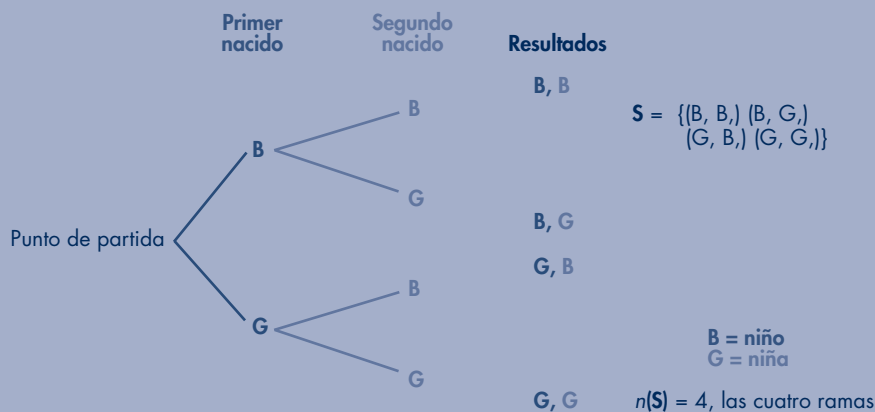 Primer
nacido
Segundo
nacido
Resultados
B, B
B
S = {(B, B,) (B, G,)
(G, B,) (G, G,)}
B
G
B, G
Punto de partida
G, B
B
G
B = niño
G = niña
G
G, G
n(S) = 4, las cuatro ramas